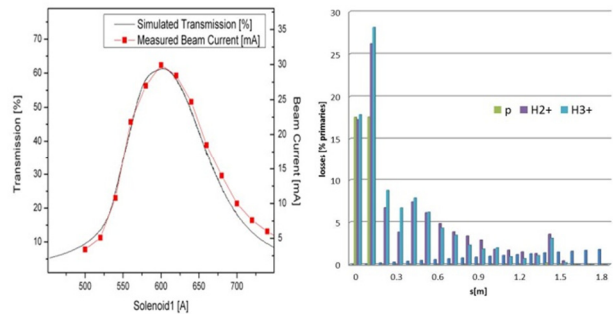 Simulated Transmission [%]
Measured Beam Current [mA]
Transmission [%]
70
60
50
40
30
20
10
Beam Current [mA]
35
30
25
20
15
10
5
450 500 550 600 650 700
Solenoid1 [A]
losses [% primaries]
30
25
20
15
10
5
0
p H2+ H3+
0 0.3 0.6 0.9 1.2 1.5 1.8
s[m]